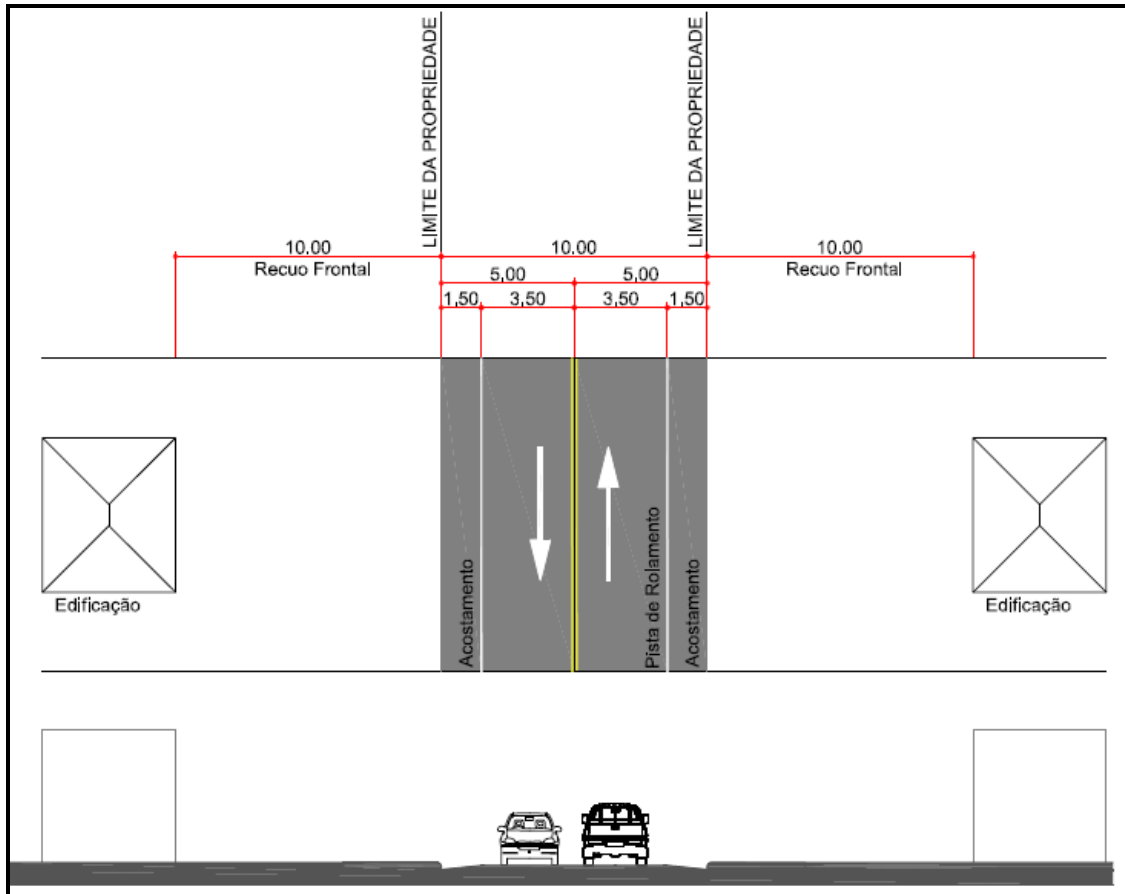 LIMITE DA PROPRIEDADE
LIMITE DA PROPRIEDADE
10.00
10.00
10.00
Recuo Frontal
Recuo Frontal
5,00
5,00
1,50
3,50
3,50
1,50
Edificação
Acostamento
Pista de Rolamento
Acostamento
Edificação